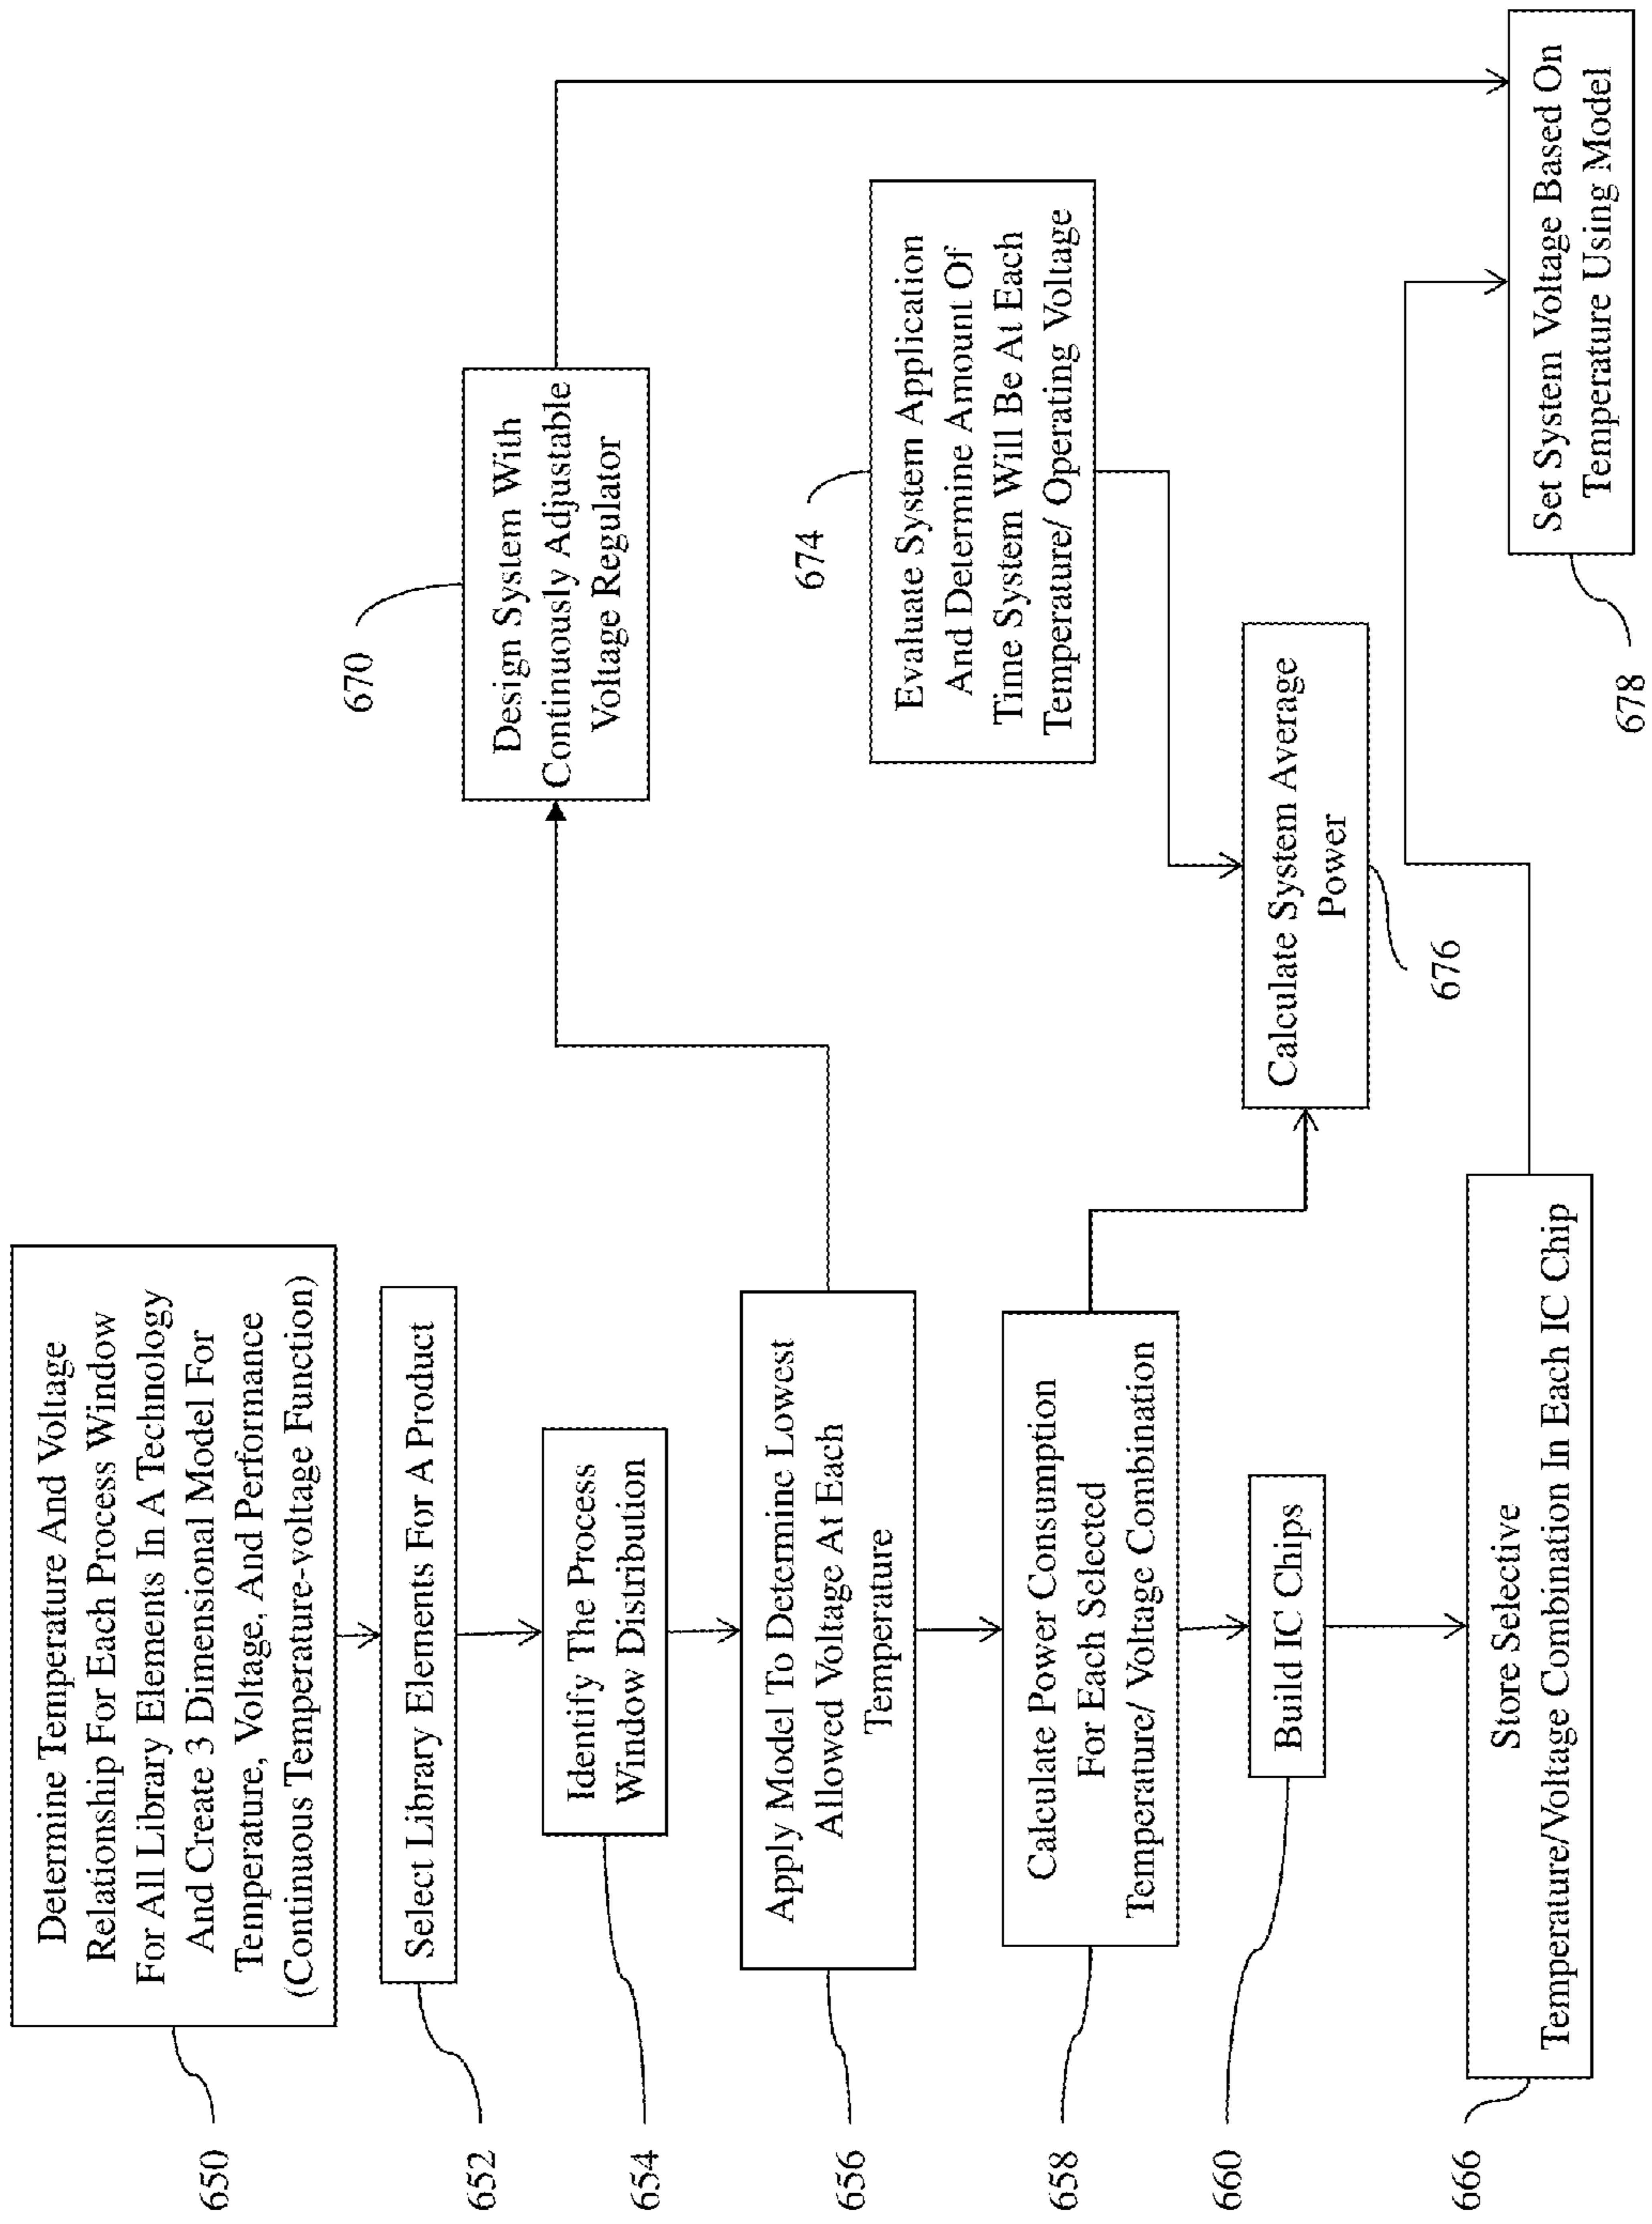 Determine Temperature And Voltage
Relationship For Each Process Window
For All Library Elements In A Technology
And Create 3 Dimensional Model For
Temperature, Voltage, And Performance
(Continuous Temperature-voltage Function)
650
Select Library Elements For A Product
652
Identify The Process
Window Distribution
654
Apply Model To Determine Lowest
Allowed Voltage At Each
Temperature
656
Calculate Power Consumption
For Each Selected
Temperature/ Voltage Combination
658
Build IC Chips
660
Store Selective
Temperature/Voltage Combination In Each IC Chip
666
670
Design System With
Continuously Adjustable
Voltage Regulator
674
Evaluate System Application
And Determine Amount Of
Time System Will Be At Each
Temperature/ Operating Voltage
Calculate System Average
Power
676
Set System Voltage Based On
Temperature Using Model
678